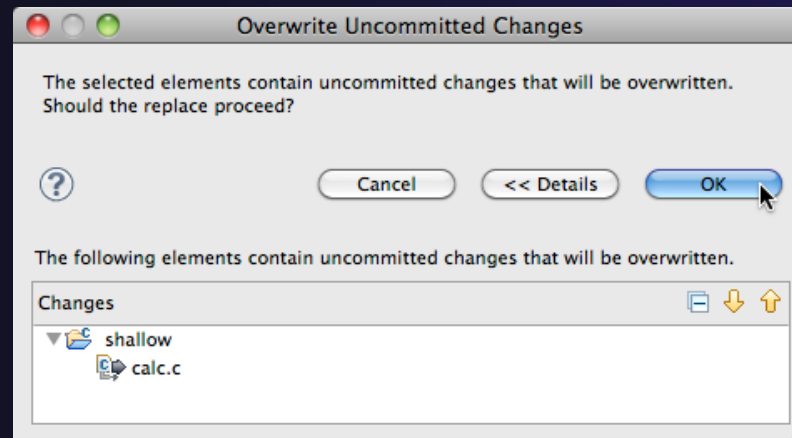 Overwrite Uncommitted Changes
The selected elements contain uncommitted changes that will be overwritten.
Should the replace proceed?
?
Cancel
<< Details
OK
The following elements contain uncommitted changes that will be overwritten.
Changes
shallow
calc.c